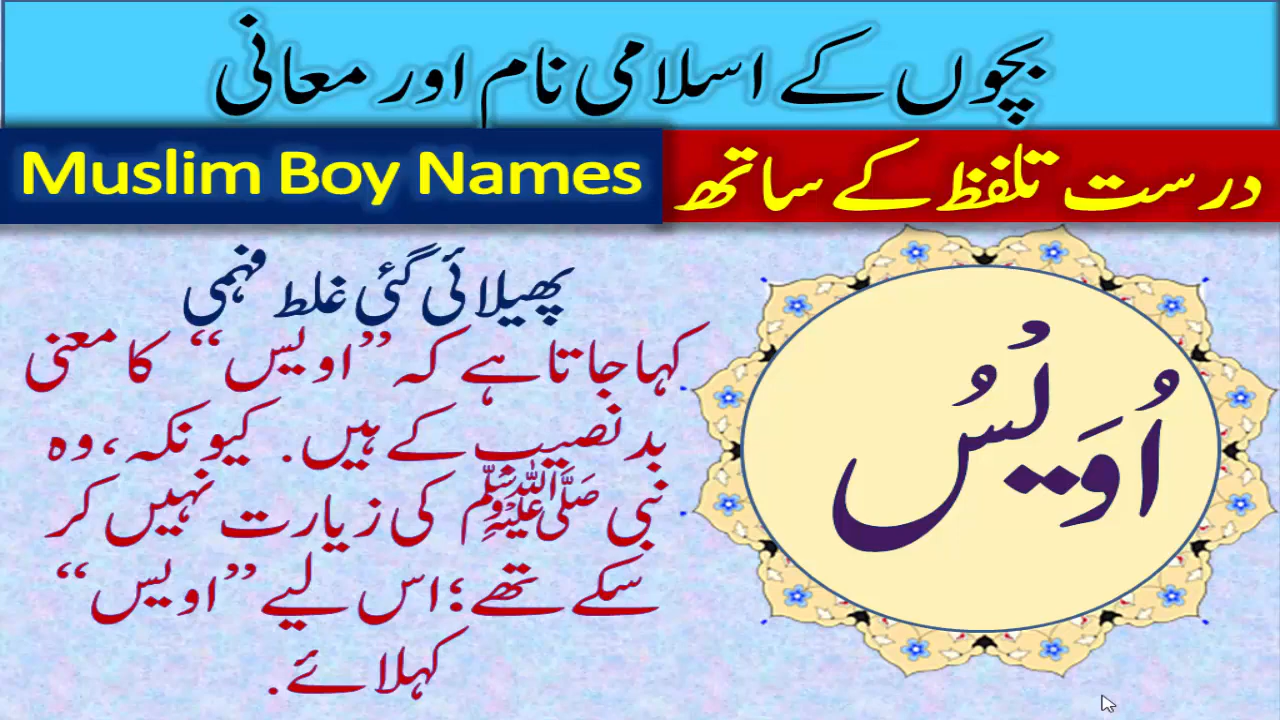 بچوں کے اسلامی نام اور معانی
درست تلفظ کے ساتھ
Muslim Boy Names
پھیلائی گئی غلط فہمی
کہا جاتا ہے کہ ”اویس“ کا معنی
بدنصیب کے ہیں. کیونکہ، وہ
نبی ﷺ کی زیارت نہیں کر
سکے تھے؛ اس لیے ”اویس“
کہلائے.
اُوَیْسُ